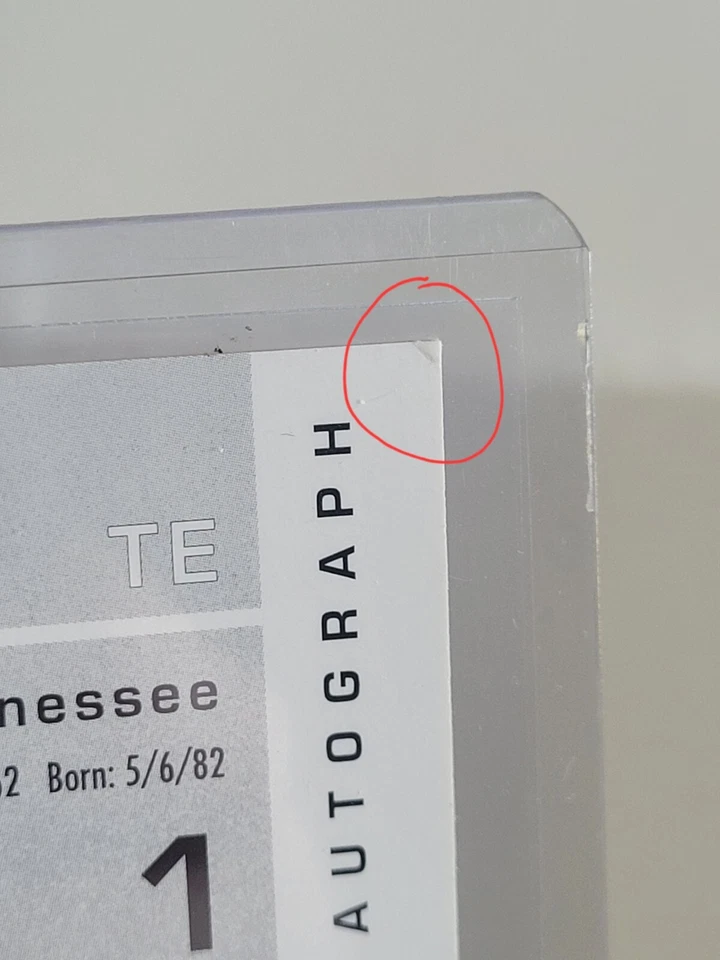 TE
nessee
2 Born: 5/6/82
1
AUTOGRAPH